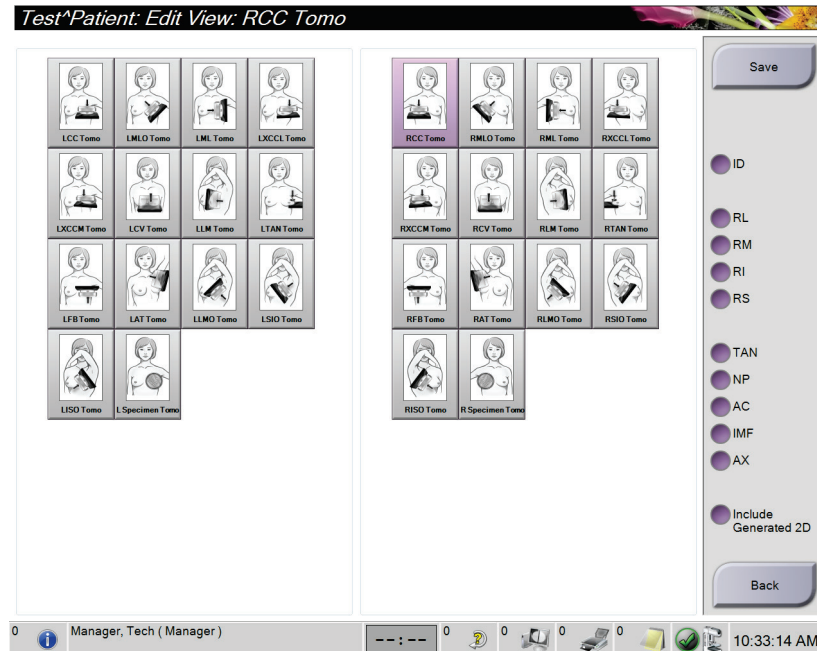 Test^Patient: Edit View: RCC Tomo
LCC Tomo LMLO Tomo LML Tomo LXCCL Tomo
LXCCM Tomo LCV Tomo LLM Tomo LTAN Tomo
LFB Tomo LAT Tomo LLMO Tomo LSIO Tomo
LISO Tomo L Specimen Tomo
RCC Tomo RMLO Tomo RML Tomo RXCCL Tomo
RXCCM Tomo RCV Tomo RLM Tomo RTAN Tomo
RFB Tomo RAT Tomo RLMO Tomo RSIO Tomo
RISO Tomo R Specimen Tomo
Save
ID
RL
RM
RI
RS
TAN
NP
AC
IMF
AX
Include
Generated 2D
Back
0 Manager, Tech ( Manager ) --:-- 0 0 0 0 10:33:14 AM